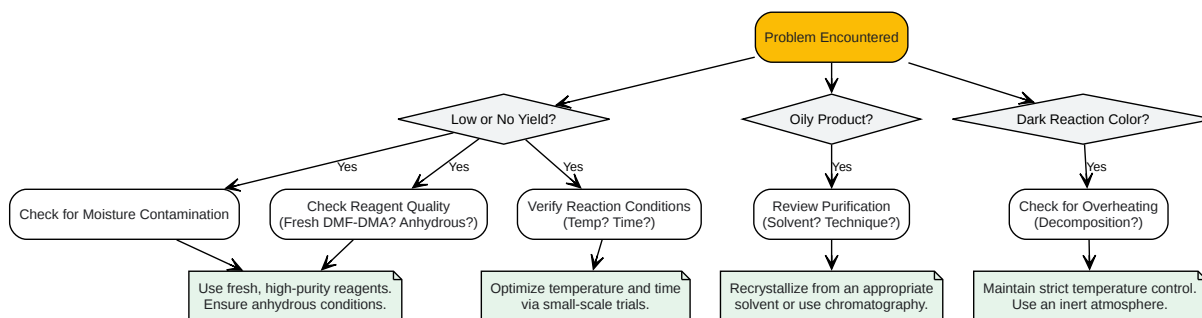 Problem Encountered
Low or No Yield?
Oily Product?
Dark Reaction Color?
Yes
Yes
Yes
Yes
Yes
Check for Moisture Contamination
Check Reagent Quality
(Fresh DMF-DMA? Anhydrous?)
Verify Reaction Conditions
(Temp? Time?)
Review Purification
(Solvent? Technique?)
Check for Overheating
(Decomposition?)
Use fresh, high-purity reagents.
Ensure anhydrous conditions.
Optimize temperature and time
via small-scale trials.
Recrystallize from an appropriate
solvent or use chromatography.
Maintain strict temperature control.
Use an inert atmosphere.